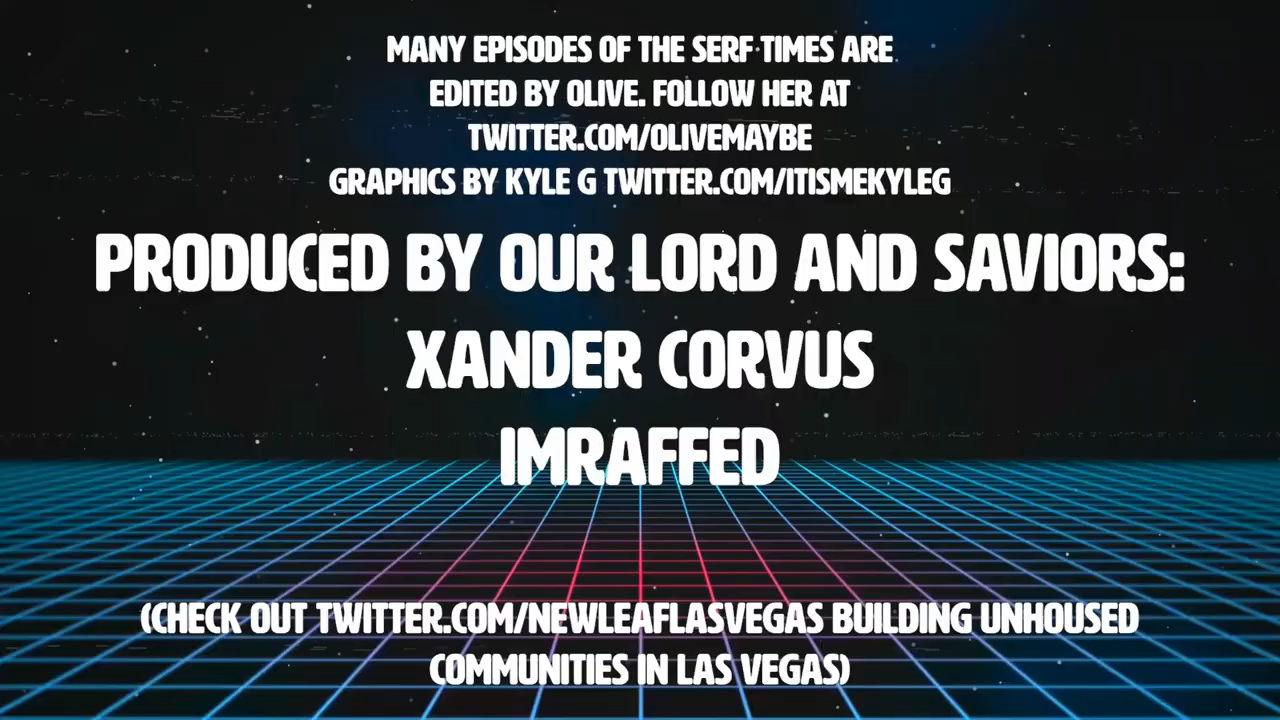 MANY EPISODES OF THE SERF TIMES ARE
EDITED BY OLIVE. FOLLOW HER AT
TWITTER.COM/OLIVEMAYBE
GRAPHICS BY KYLE G TWITTER.COM/ITISMEKYLEG
PRODUCED BY OUR LORD AND SAVIORS:
XANDER CORVUS
IMRAFFED
(CHECK OUT TWITTER.COM/NEWLEAFLASVEGAS BUILDING UNHOUSED
COMMUNITIES IN LAS VEGAS)